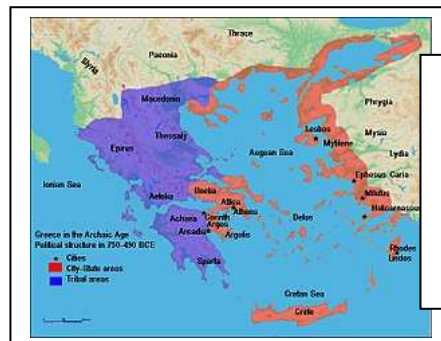 Thrace
Paeonia
Illyria
Macedonia
Phrygia
Thessaly
Lesbos
Mysia
Mytilene
Epirus
Aegean Sea
Lydia
Ionian Sea
Ephesus Caria
Aetolia
Boetia
Miletus
Attica
Halicarnassus
Achaea
Corinth
Athens
Delos
Argos
Arcadia
Argolis
Greece in the Archaic Age
Political structure in 750-490 BCE
Cities
City-State areas
Tribal areas
Sparta
Rhodes
Lindos
Cretan Sea
Crete